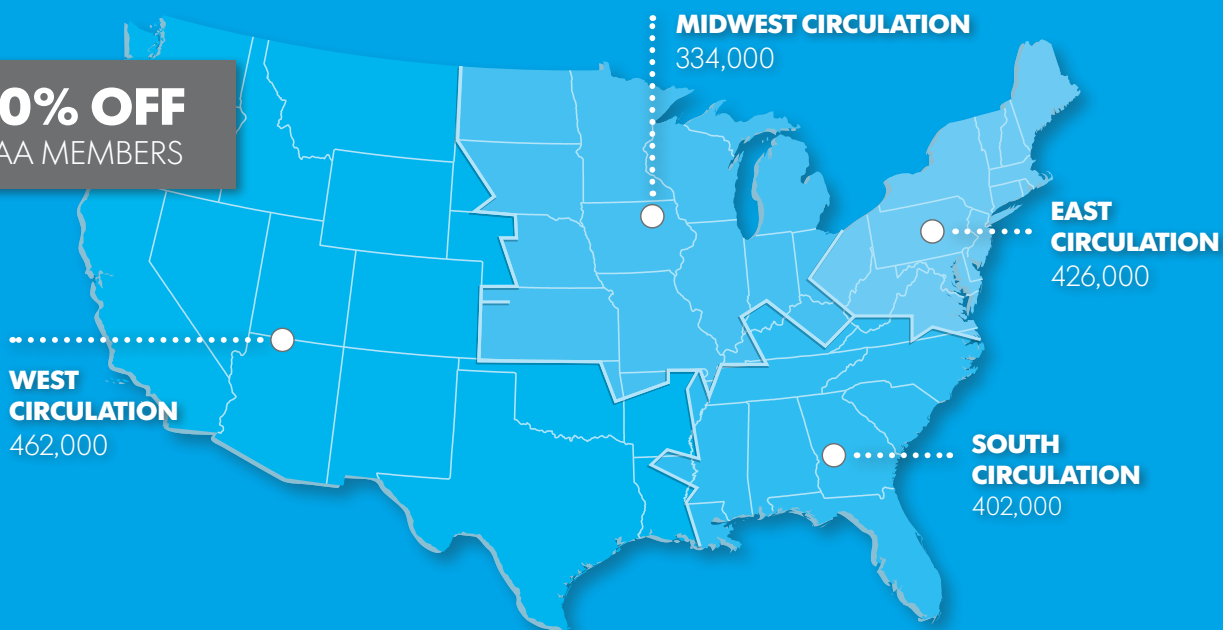 MIDWEST CIRCULATION
334,000
0% OFF
AA MEMBERS
EAST
CIRCULATION
426,000
WEST
CIRCULATION
462,000
SOUTH
CIRCULATION
402,000